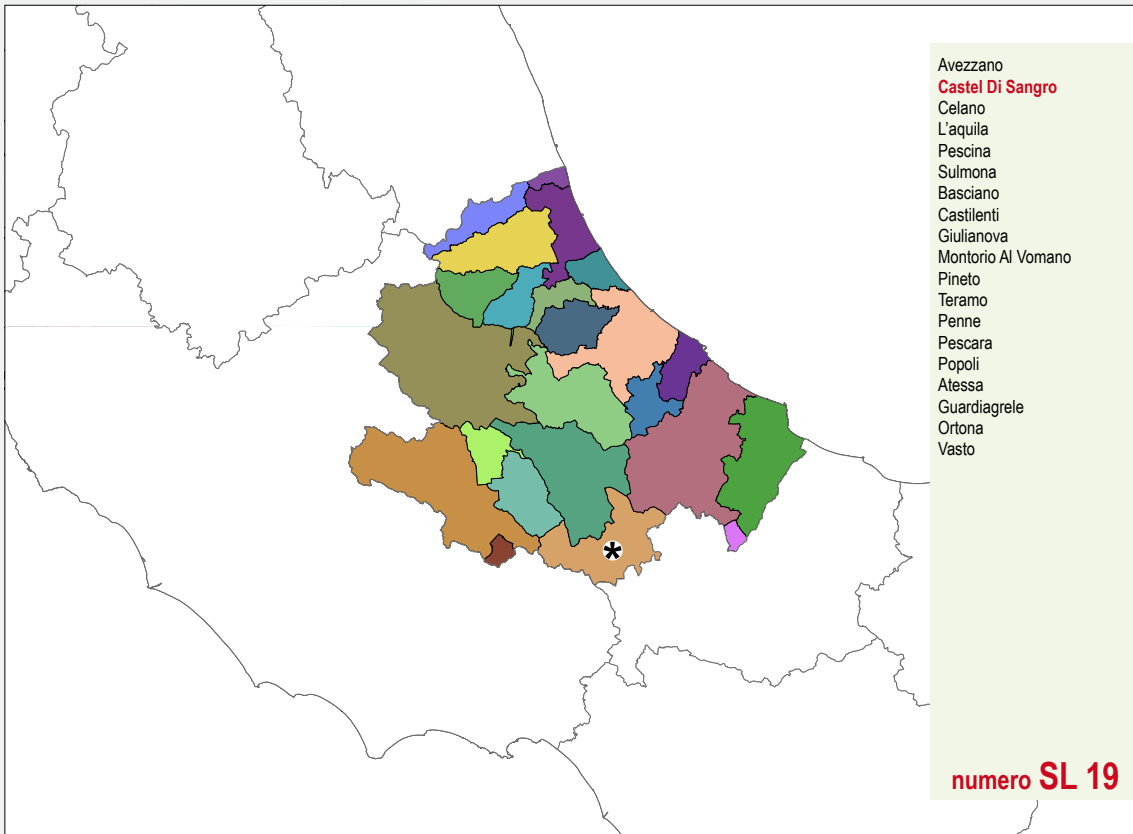 Avezzano
Castel Di Sangro
Celano
L'aquila
Pescina
Sulmona
Basciano
Castilenti
Giulianova
Montorio Al Vomano
Pineto
Teramo
Penne
Pescara
Popoli
Atessa
Guardiagrele
Ortona
Vasto
*
numero SL 19